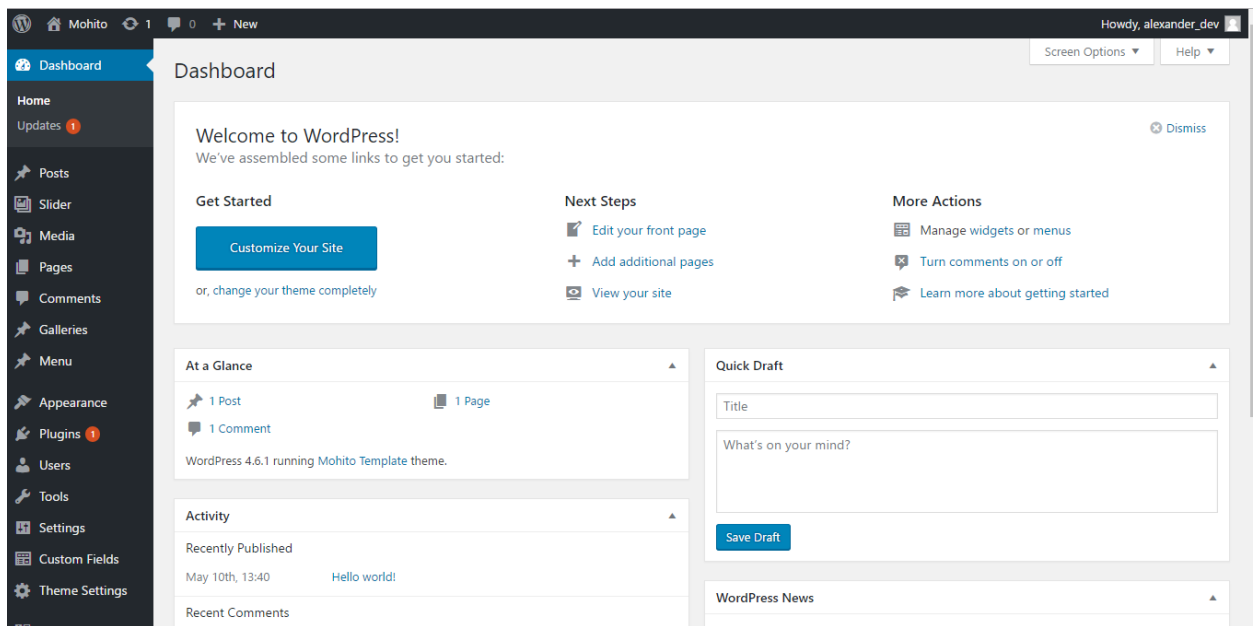 Mohito 1 0 New Howdy, alexander_dev
Screen Options Help
Dashboard
Home
Updates 1
Posts
Slider
Media
Pages
Comments
Galleries
Menu
Appearance
Plugins 1
Users
Tools
Settings
Custom Fields
Theme Settings
Dashboard
Welcome to WordPress!
Dismiss
We've assembled some links to get you started:
Get Started
Customize Your Site
or, change your theme completely
Next Steps
Edit your front page
Add additional pages
View your site
More Actions
Manage widgets or menus
Turn comments on or off
Learn more about getting started
At a Glance
1 Post 1 Page
1 Comment
WordPress 4.6.1 running Mohito Template theme.
Activity
Recently Published
May 10th, 13:40 Hello world!
Recent Comments
Quick Draft
Title
What's on your mind?
Save Draft
WordPress News